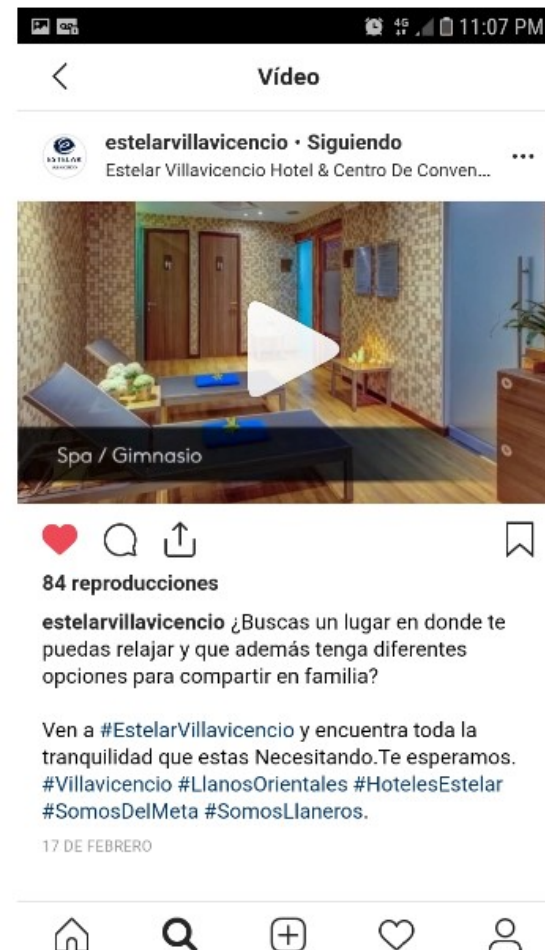 4G 11:07 PM
Vídeo
estelarvillavicencio • Siguiendo
ESTELAR
Estelar Villavicencio Hotel & Centro De Conven...
Spa / Gimnasio
84 reproducciones
estelarvillavicencio ¿Buscas un lugar en donde te
puedas relajar y que además tenga diferentes
opciones para compartir en familia?
Ven a #EstelarVillavicencio y encuentra toda la
tranquilidad que estas Necesitando.Te esperamos.
#Villavicencio #LlanosOrientales #HotelesEstelar
#SomosDelMeta #SomosLlaneros.
17 DE FEBRERO